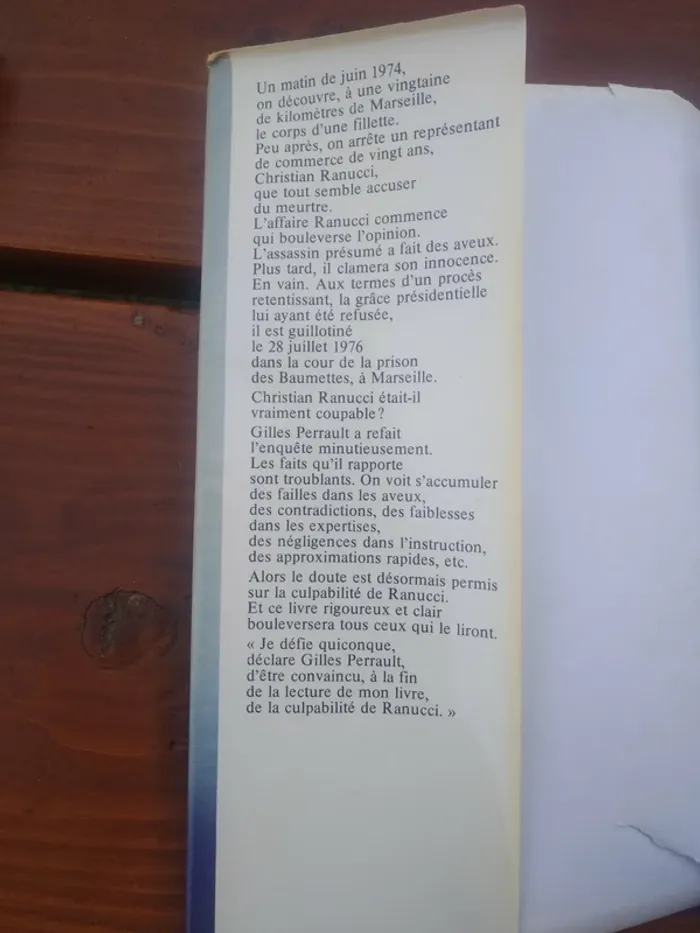 Un matin de juin 1974,
on découvre, à une vingtaine
de kilomètres de Marseille,
le corps d'une fillette.
Peu après, on arrête un représentant
de commerce de vingt ans,
Christian Ranucci,
que tout semble accuser
du meurtre.
L'affaire Ranucci commence
qui bouleverse l'opinion.
L'assassin présumé a fait des aveux.
Plus tard, il clamera son innocence.
En vain. Aux termes d'un procès
retentissant, la grâce présidentielle
lui ayant été refusée,
il est guillotiné
le 28 juillet 1976
dans la cour de la prison
des Baumettes, à Marseille.
Christian Ranucci était-il
vraiment coupable ?
Gilles Perrault a refait
l'enquête minutieusement.
Les faits qu'il rapporte
sont troublants. On voit s'accumuler
des failles dans les aveux,
des contradictions, des faiblesses
dans les expertises,
des négligences dans l'instruction,
des approximations rapides, etc.
Alors le doute est désormais permis
sur la culpabilité de Ranucci.
Et ce livre rigoureux et clair
bouleversera tous ceux qui le liront.
« Je défie quiconque,
déclare Gilles Perrault,
d'être convaincu, à la fin
de la lecture de mon livre,
de la culpabilité de Ranucci. »